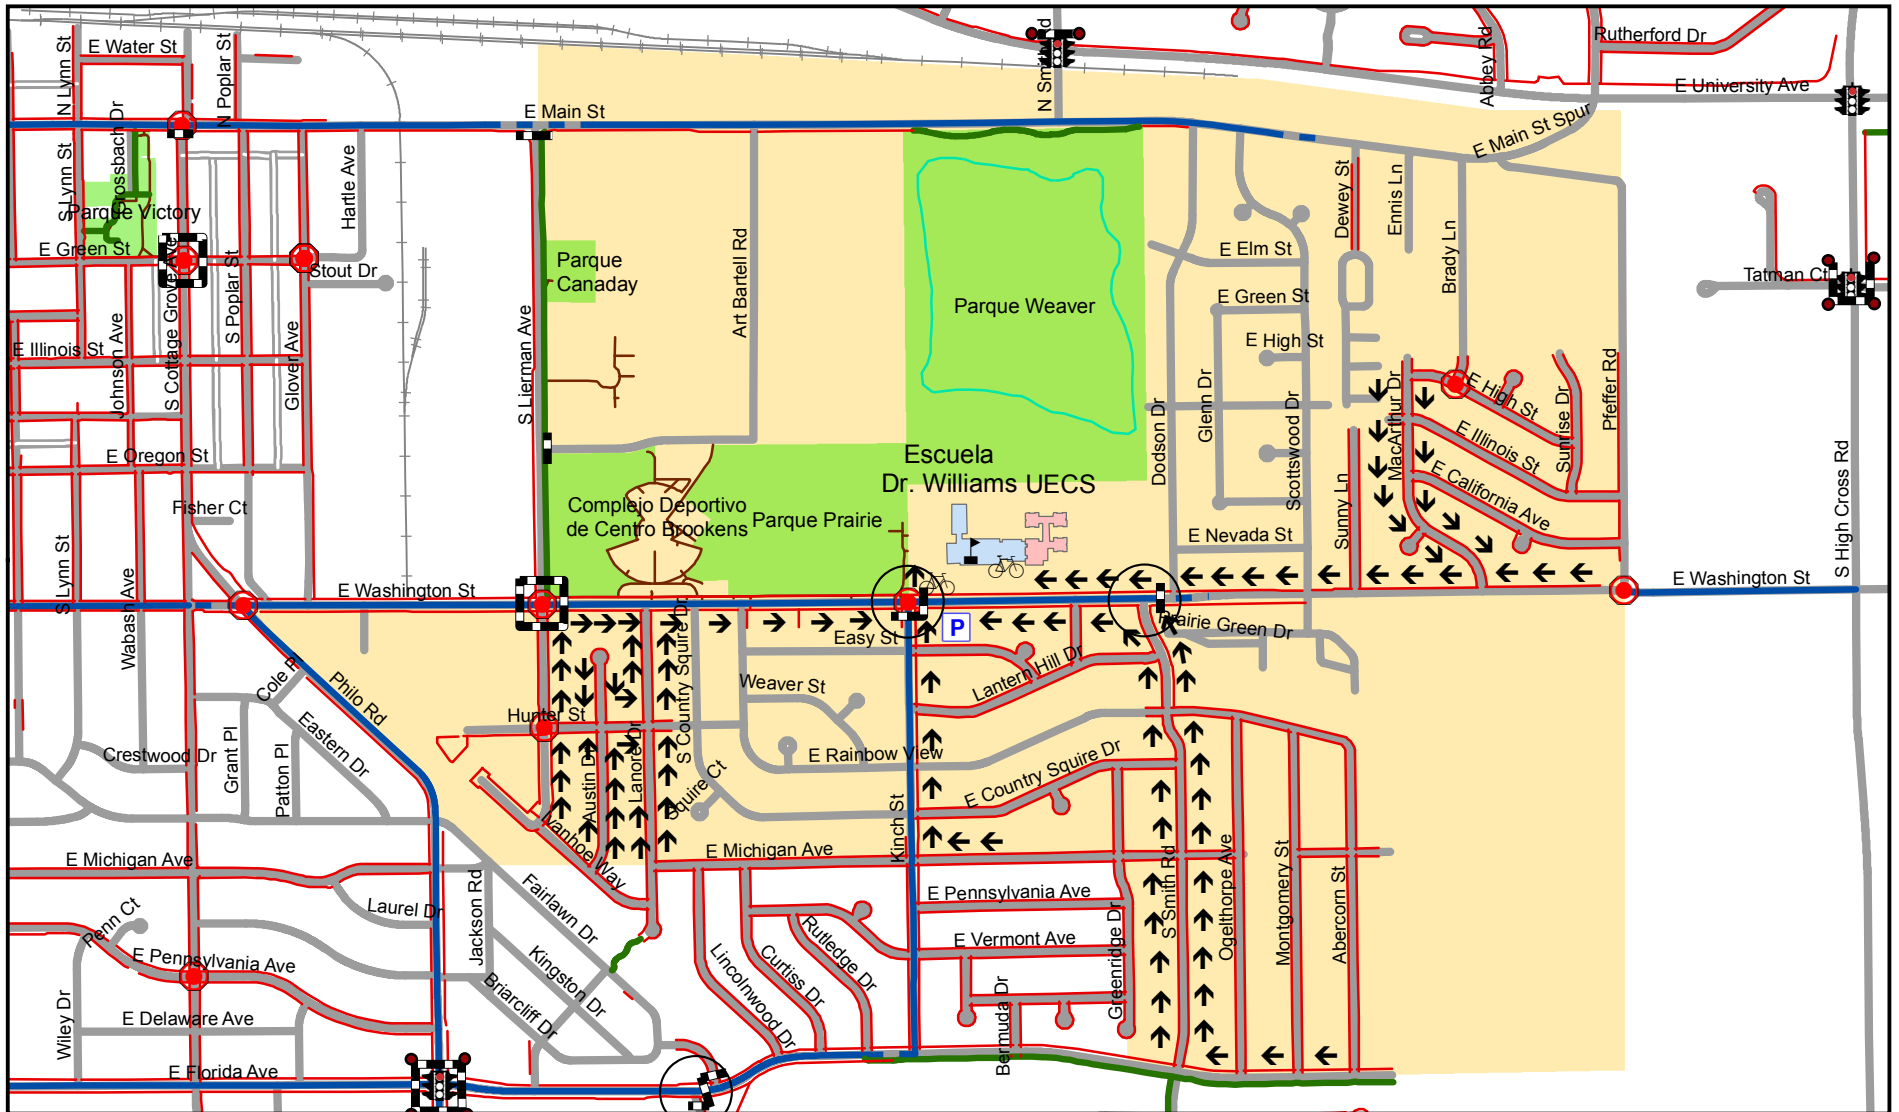 N Lynn St
E Water St
N Poplar St
N Smith Rd
Abbey Rd
Rutherford Dr
E University Ave
E Main St
E Main St Spur
S Lynn St
Crossbach Dr
Hartle Ave
Parque Victory
E Green St
Stout Dr
S Cottage Grove Ave
S Poplar St
Glover Ave
Johnson Ave
E Illinois St
E Oregon St
Fisher Ct
S Lierman Ave
Parque
Canaday
Art Bartell Rd
Parque Weaver
E Elm St
E Green St
E High St
Dewey St
Ennis Ln
Brady Ln
Tatman Ct
Dodson Dr
Glenn Dr
Scottswood Dr
Sunny Ln
MacArthur Dr
E High St
E Illinois St
E California Ave
Sunrise Dr
Pfeffer Rd
S High Cross Rd
Escuela
Dr. Williams UECS
Complejo Deportivo
de Centro Brookens
Parque Prairie
E Nevada St
S Lynn St
Wabash Ave
E Washington St
E Washington St
P
Prairie Green Dr
Easy St
Lantern Hill Dr
Weaver St
S Country Squire Dr
Hunter St
Austin Dr
Lanore Dr
Squire Ct
E Rainbow View
E Country Squire Dr
Kinch St
Cole Pl
Philo Rd
Eastern Dr
Crestwood Dr
Grant Pl
Patton Pl
Ivanhoe Way
E Michigan Ave
E Michigan Ave
Laurel Dr
Jackson Rd
Fairlawn Dr
Kingston Dr
Briarcliff Dr
Penn Ct
E Pennsylvania Ave
Wiley Dr
E Delaware Ave
E Florida Ave
Lincolnwood Dr
Curtiss Dr
Rutledge Dr
E Pennsylvania Ave
E Vermont Ave
Bermuda Dr
Greenridge Dr
S Smith Rd
Ogelthorpe Ave
Montgomery St
Abercorn St